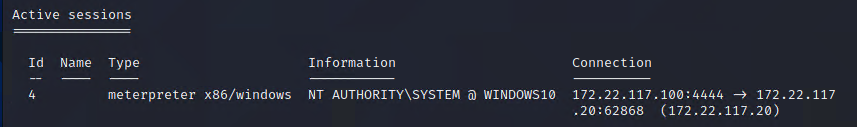 Active sessions
===============
Id  Name  Type                     Information                    Connection
--  ----  ----                     -----------                    ----------
4         meterpreter x86/windows  NT AUTHORITY\SYSTEM @ WINDOWS10  172.22.117.100:4444 -> 172.22.117
.20:62868  (172.22.117.20)